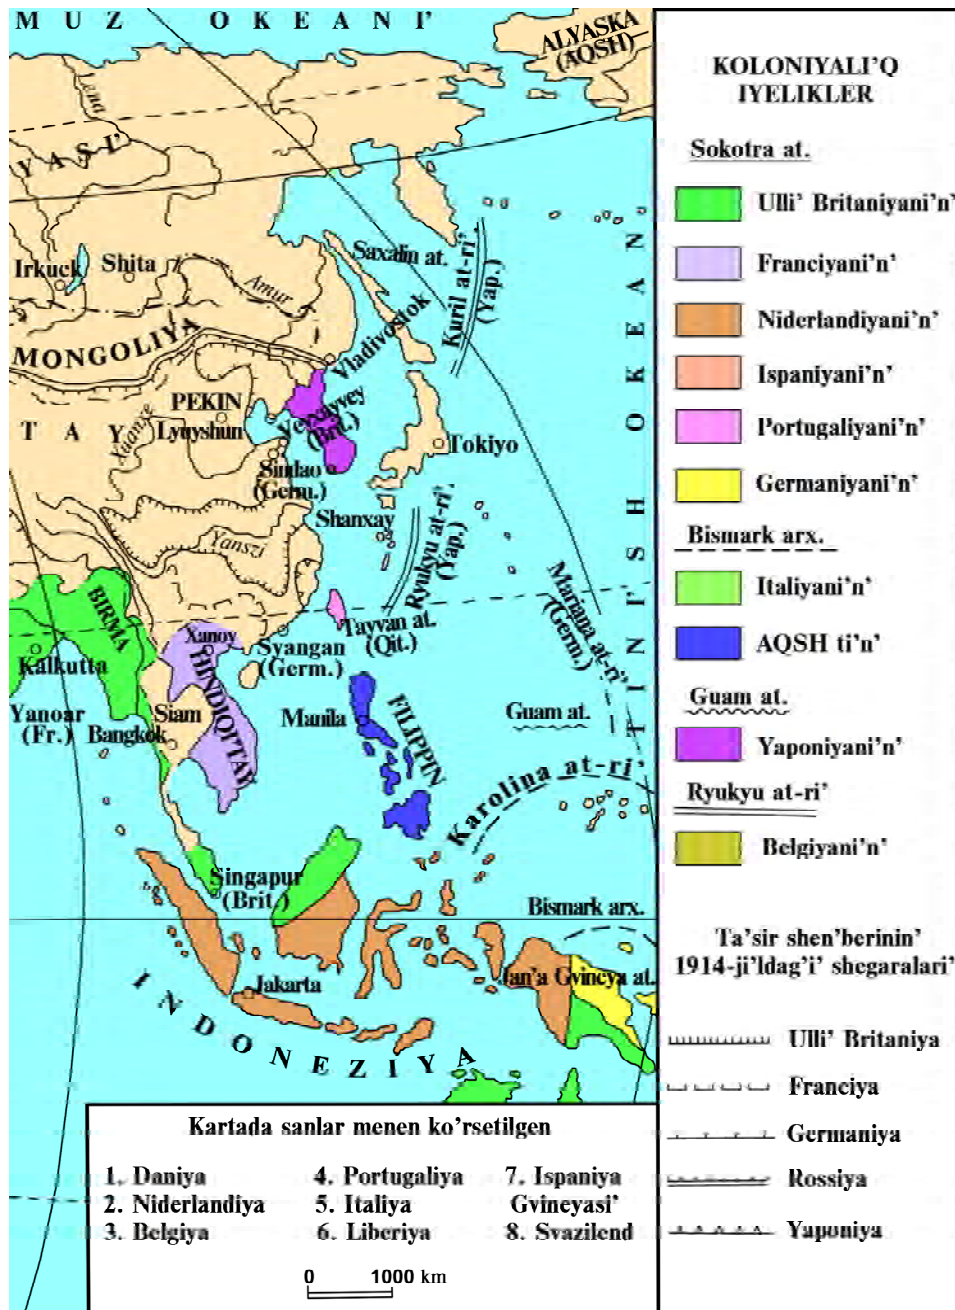 MUZ OKEANI'
ALYASKA
(AQSH)
Lena
YASI'
Irkuck
Shita
Amur
Saxalin at.
Kuril at-ri'.
(Yap.)
MONGOLIYA
Vladivostok
TAY
Xuanxe
PEKIN
Lyuyshun
Veyxayvey
(Brit.)
Tokiyo
Sindao
(Germ.)
Shanxay
Yanszi
Ryukyu at-ri'.
(Yap.)
TINI'SH OKEAN
Mariana at-ri'
(Germ.)
BIRMA
Xanoy
Kalkutta
Syangan
(Germ.)
Tayvan at.
(Qit.)
HINDIQITAY
Yanoar
(Fr.)
Siam
Bangkok
Manila
FILIPPIN
Guam at.
Karolina at-ri'
Singapur
(Brit.)
Bismark arx.
Jan'a Gvineya at.
Jakarta
INDONEZIYA
KOLONIYALI'Q
IYELIKLER
Sokotra at.
Ulli' Britaniyani'n'
Franciyani'n'
Niderlandiyani'n'
Ispaniyani'n'
Portugaliyani'n'
Germaniyani'n'
Bismark arx.
Italiyani'n'
AQSH ti'n'
Guam at.
Yaponiyani'n'
Ryukyu at-ri'
Belgiyani'n'
Ta'sir shen'berinin'
1914-ji'ldag'i' shegaralari'
Ulli' Britaniya
Franciya
Germaniya
Rossiya
Yaponiya
Kartada sanlar menen ko'rsetilgen
1. Daniya
2. Niderlandiya
3. Belgiya
4. Portugaliya
5. Italiya
6. Liberiya
7. Ispaniya
Gvineyasi'
8. Svazilend
0 1000 km